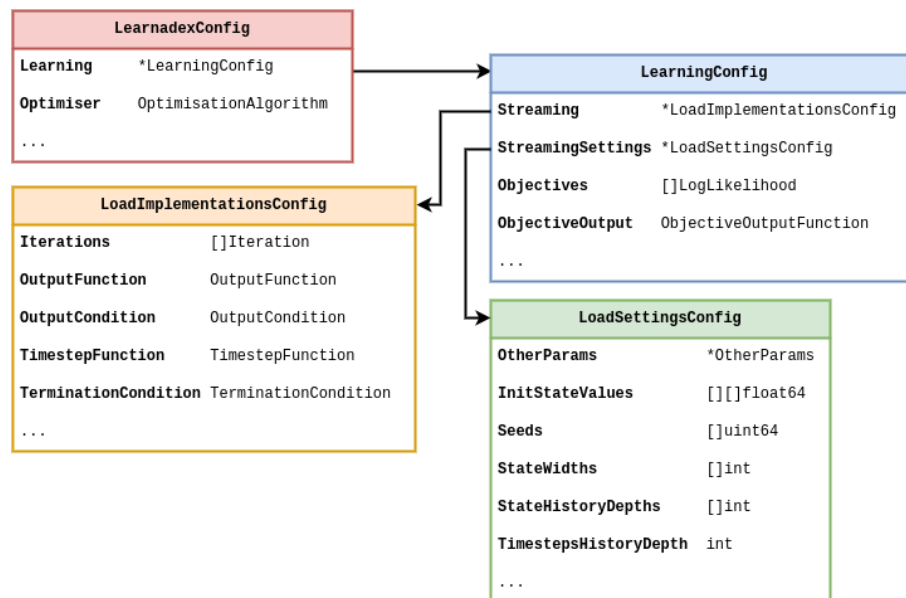 LearnadexConfig
Learning *LearningConfig
Optimiser OptimisationAlgorithm
...
LearningConfig
Streaming *LoadImplementationsConfig
StreamingSettings *LoadSettingsConfig
Objectives []LogLikelihood
ObjectiveOutput ObjectiveOutputFunction
...
LoadImplementationsConfig
Iterations []Iteration
OutputFunction OutputFunction
OutputCondition OutputCondition
TimestepFunction TimestepFunction
TerminationCondition TerminationCondition
...
LoadSettingsConfig
OtherParams *OtherParams
InitStateValues [][]float64
Seeds []uint64
StateWidths []int
StateHistoryDepths []int
TimestepsHistoryDepth int
...